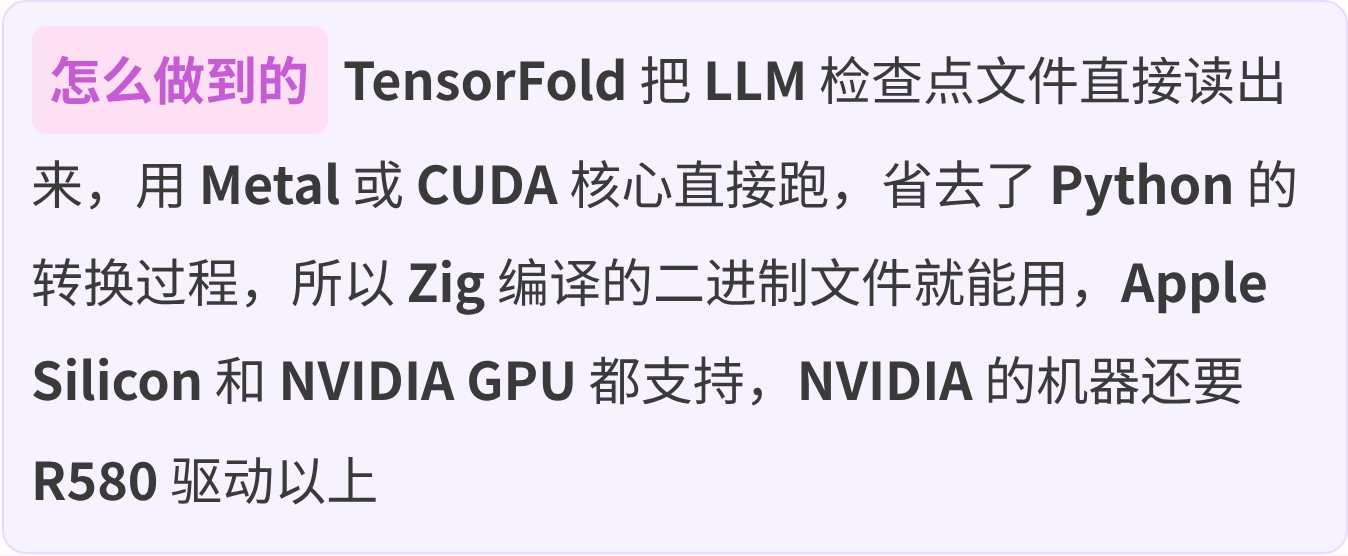 怎么做到的 TensorFold 把 LLM 检查点文件直接读出
来，用 Metal 或 CUDA 核心直接跑，省去了 Python 的
转换过程，所以 Zig 编译的二进制文件就能用，Apple
Silicon 和 NVIDIA GPU 都支持，NVIDIA 的机器还要
R580 驱动以上